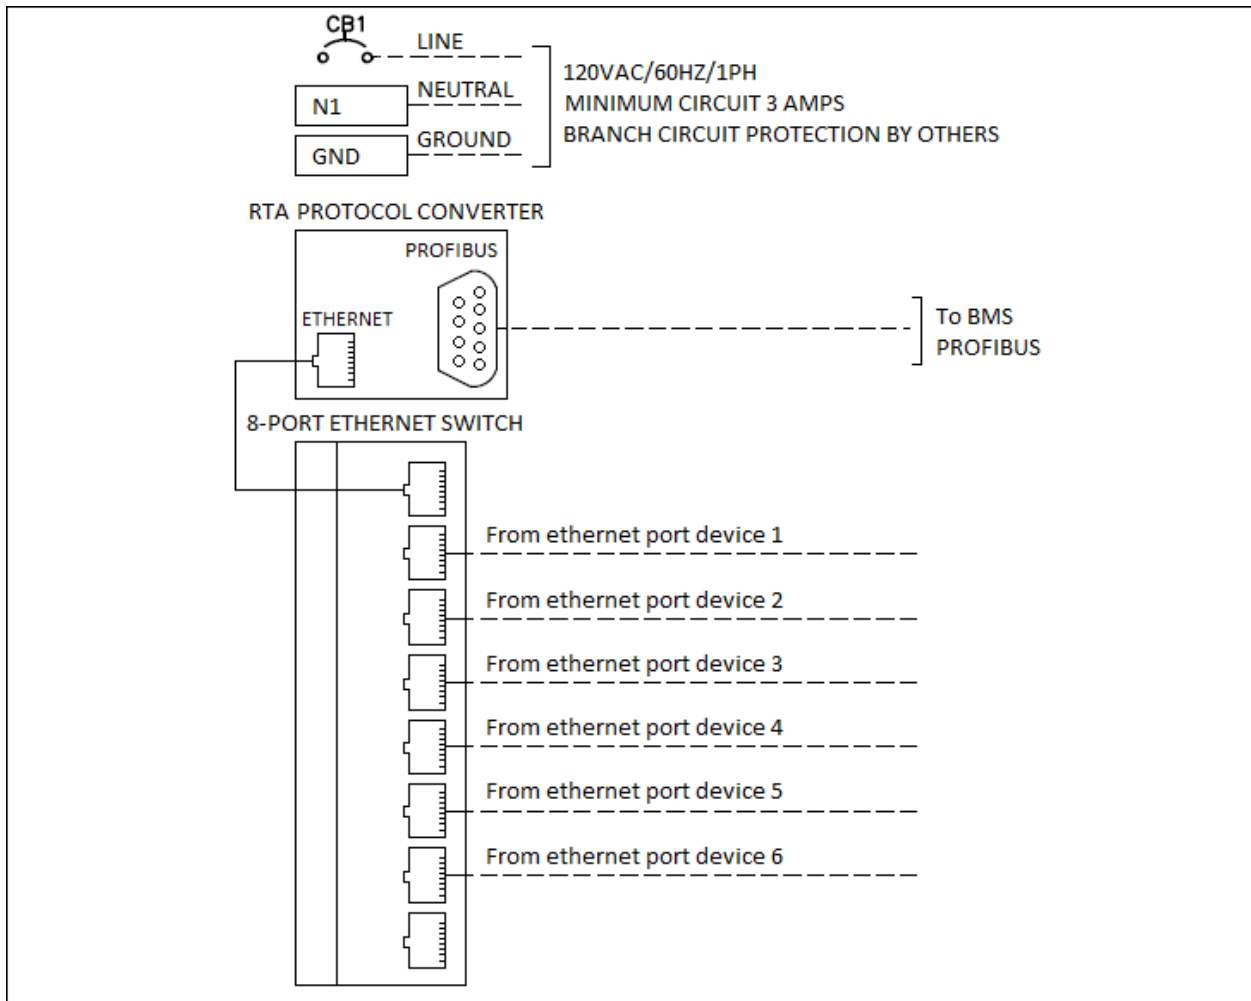 CB1
LINE
NEUTRAL
N1
GROUND
GND
120VAC/60HZ/1PH
MINIMUM CIRCUIT 3 AMPS
BRANCH CIRCUIT PROTECTION BY OTHERS
RTA PROTOCOL CONVERTER
PROFIBUS
ETHERNET
To BMS
PROFIBUS
8-PORT ETHERNET SWITCH
From ethernet port device 1
From ethernet port device 2
From ethernet port device 3
From ethernet port device 4
From ethernet port device 5
From ethernet port device 6